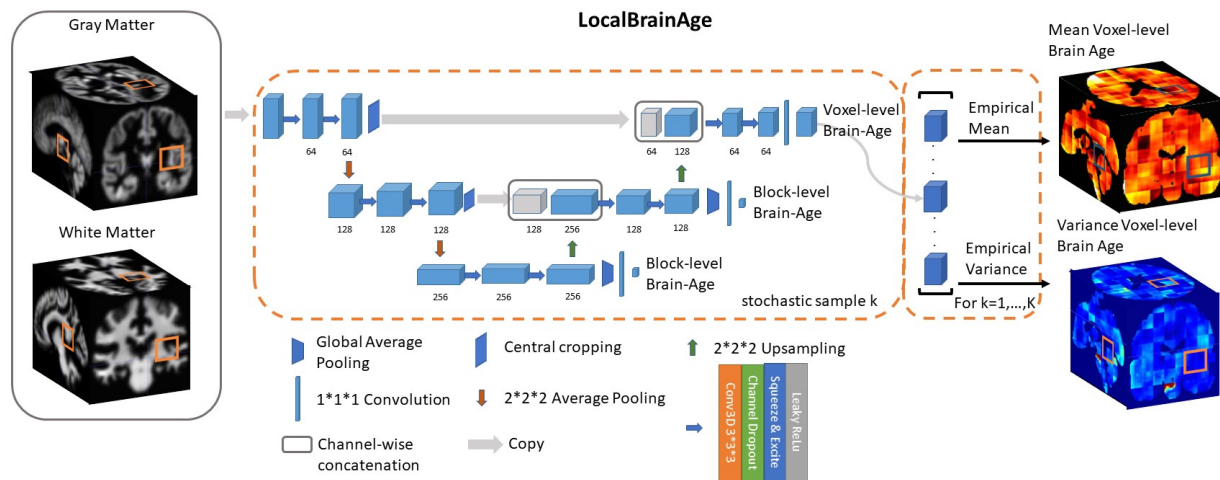 LocalBrainAge
Gray Matter
White Matter
64
64
64
128
64
64
Voxel-level
Brain-Age
128
128
128
128
256
128
128
Block-level
Brain-Age
256
256
256
Block-level
Brain-Age
stochastic sample k
Empirical
Mean
Empirical
Variance
For k=1,...,K
Mean Voxel-level
Brain Age
Variance Voxel-level
Brain Age
Global Average
Pooling
Central cropping
2*2*2 Upsampling
1*1*1 Convolution
2*2*2 Average Pooling
Channel-wise
concatenation
Copy
Conv3D 3*3*3
Channel Dropout
Squeeze & Excite
Leaky ReLu